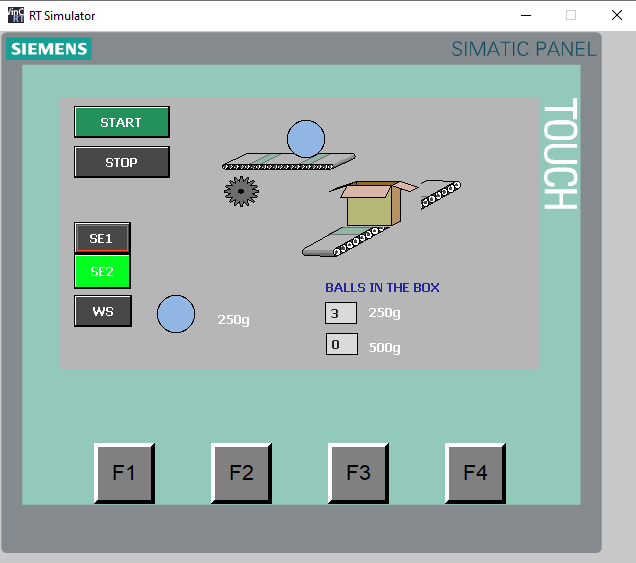 RT Simulator
SIEMENS
SIMATIC PANEL
TOUCH
START
STOP
SE1
SE2
WS
250g
BALLS IN THE BOX
3 250g
0 500g
F1 F2 F3 F4